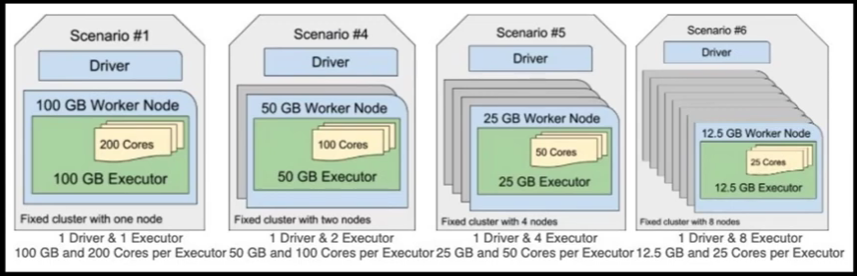 Scenario #1
Driver
100 GB Worker Node
200 Cores
100 GB Executor
Fixed cluster with one node
1 Driver & 1 Executor
100 GB and 200 Cores per Executor
Scenario #4
Driver
50 GB Worker Node
100 Cores
50 GB Executor
Fixed cluster with two nodes
1 Driver & 2 Executor
50 GB and 100 Cores per Executor
Scenario #5
Driver
25 GB Worker Node
50 Cores
25 GB Executor
Fixed cluster with 4 nodes
1 Driver & 4 Executor
25 GB and 50 Cores per Executor
Scenario #6
Driver
12.5 GB Worker Node
25 Cores
12.5 GB Executor
Fixed cluster with 8 nodes
1 Driver & 8 Executor
12.5 GB and 25 Cores per Executor